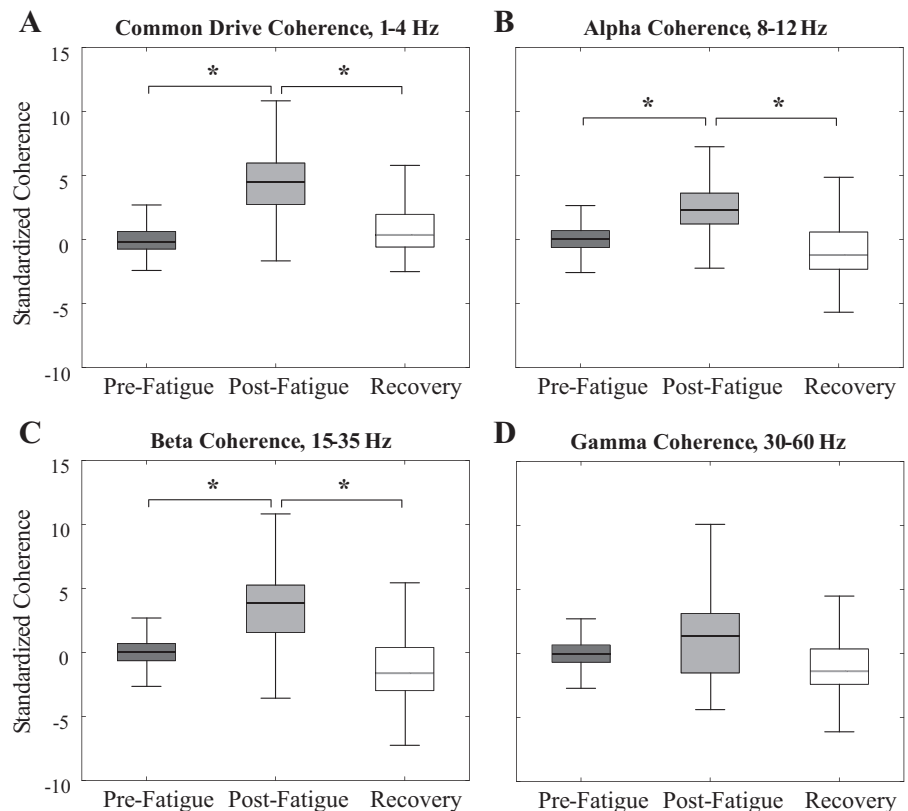 A
Common Drive Coherence, 1-4 Hz
15
10
5
0
-5
-10
Standardized Coherence
*
*
Pre-Fatigue Post-Fatigue Recovery
B
Alpha Coherence, 8-12 Hz
*
*
Pre-Fatigue Post-Fatigue Recovery
C
Beta Coherence, 15-35 Hz
15
10
5
0
-5
-10
Standardized Coherence
*
*
Pre-Fatigue Post-Fatigue Recovery
D
Gamma Coherence, 30-60 Hz
Pre-Fatigue Post-Fatigue Recovery